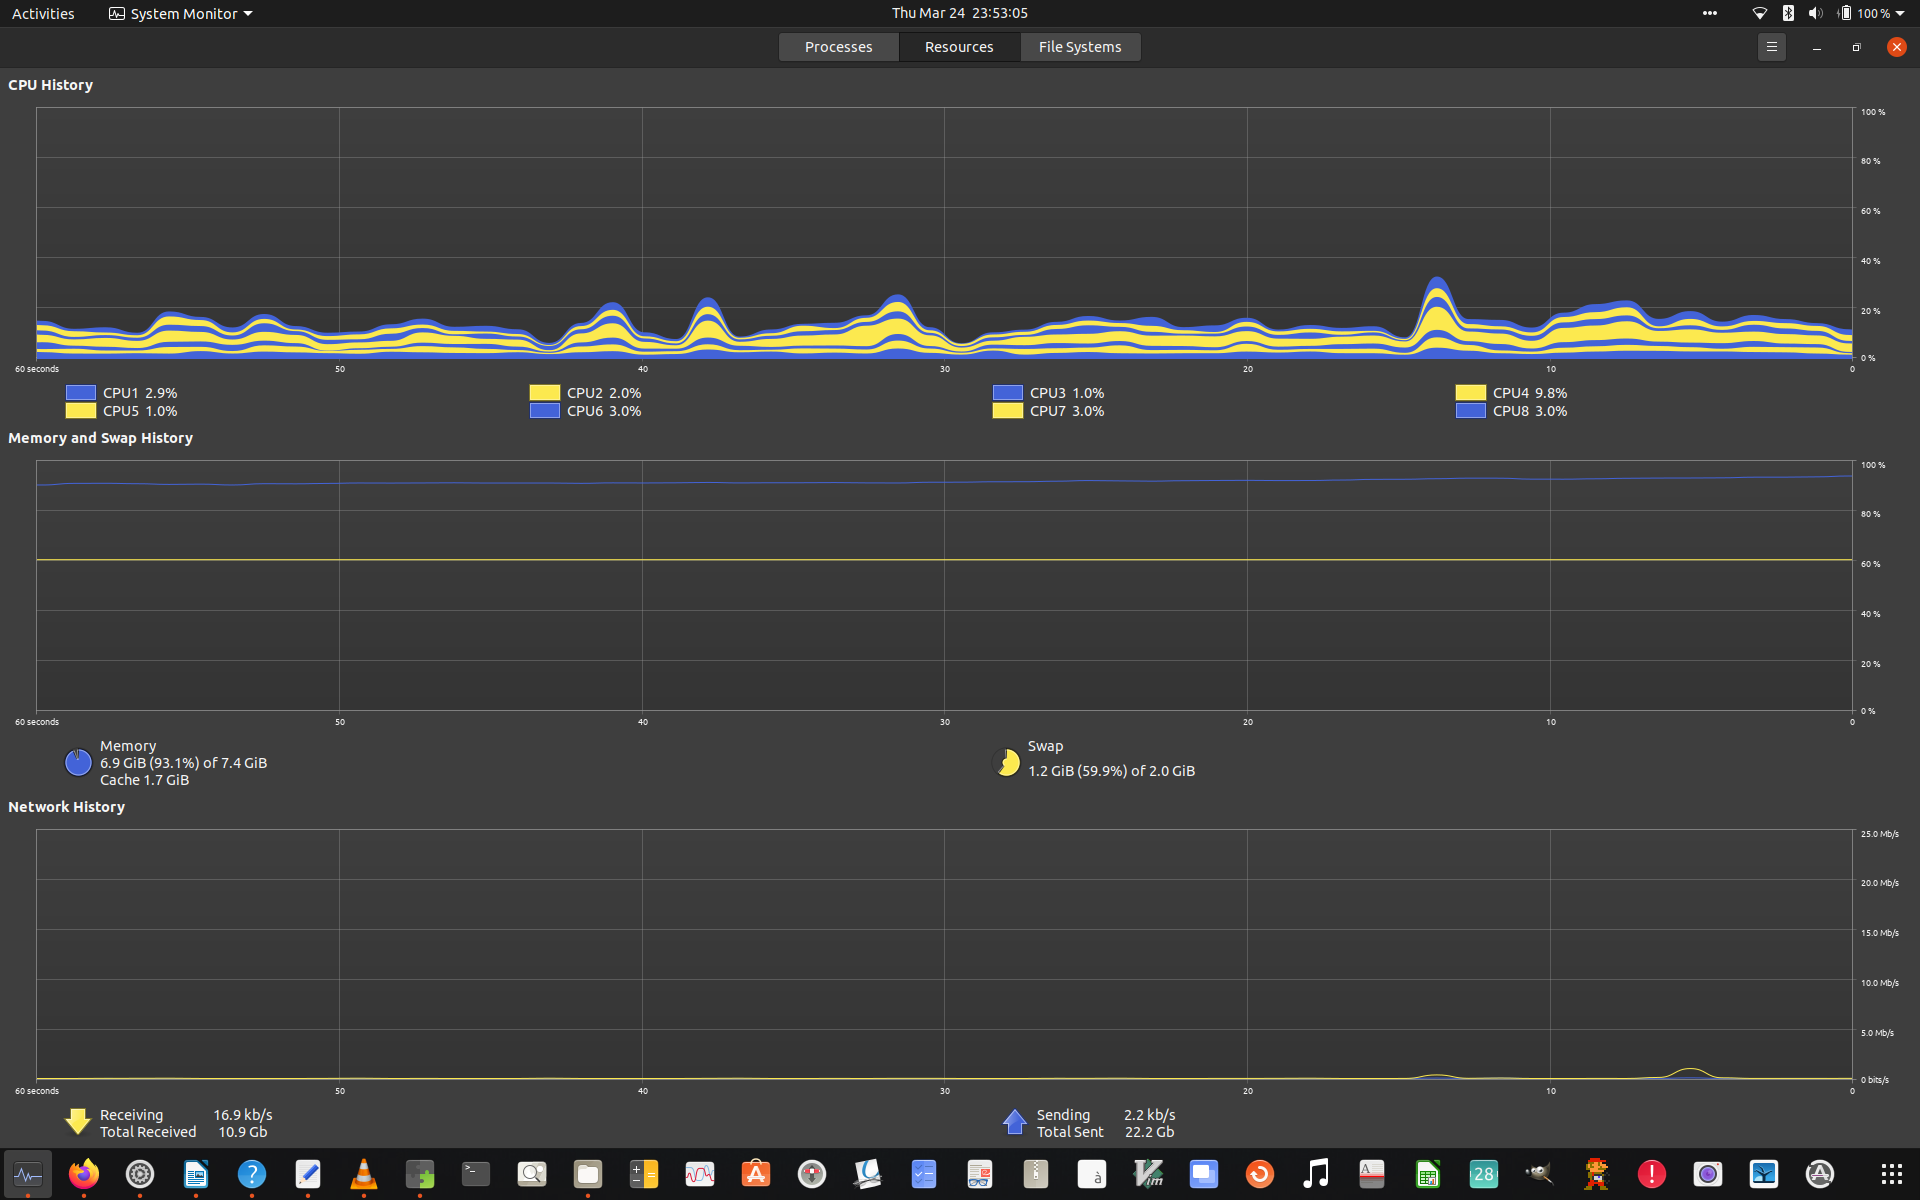 Activities System Monitor Thu Mar 24 23:53:05 100 %
Processes Resources File Systems
CPU History
100 %
80 %
60 %
40 %
20 %
0 %
60 seconds 50 40 30 20 10 0
CPU1 2.9% CPU2 2.0% CPU3 1.0% CPU4 9.8%
CPU5 1.0% CPU6 3.0% CPU7 3.0% CPU8 3.0%
Memory and Swap History
100 %
80 %
60 %
40 %
20 %
0 %
60 seconds 50 40 30 20 10 0
Memory
6.9 GiB (93.1%) of 7.4 GiB
Cache 1.7 GiB
Swap
1.2 GiB (59.9%) of 2.0 GiB
Network History
25.0 Mb/s
20.0 Mb/s
15.0 Mb/s
10.0 Mb/s
5.0 Mb/s
0 bits/s
60 seconds 50 40 30 20 10 0
Receiving 16.9 kb/s
Total Received 10.9 Gb
Sending 2.2 kb/s
Total Sent 22.2 Gb
? >_ à Vim A 28 !